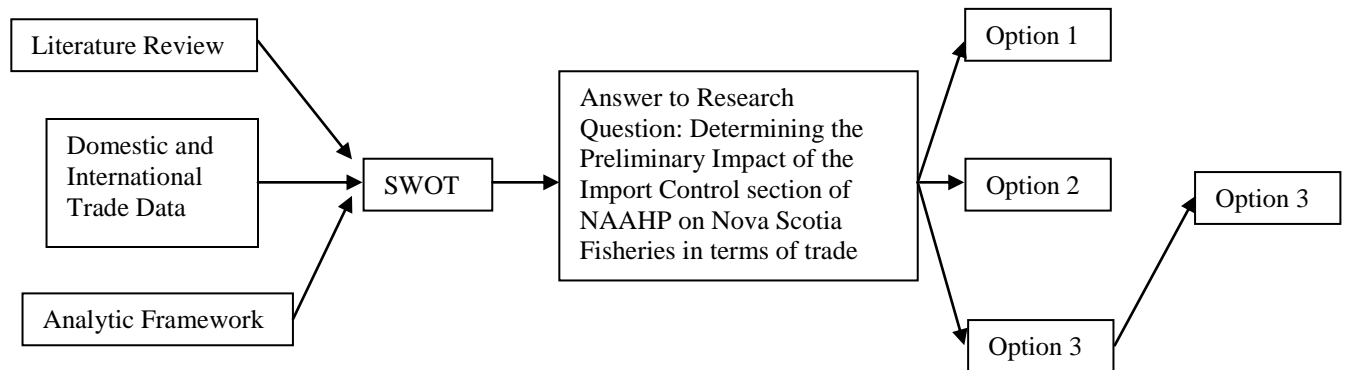 Literature Review
Domestic and
International
Trade Data
Analytic Framework
SWOT
Answer to Research
Question: Determining the
Preliminary Impact of the
Import Control section of
NAAHP on Nova Scotia
Fisheries in terms of trade
Option 1
Option 2
Option 3
Option 3